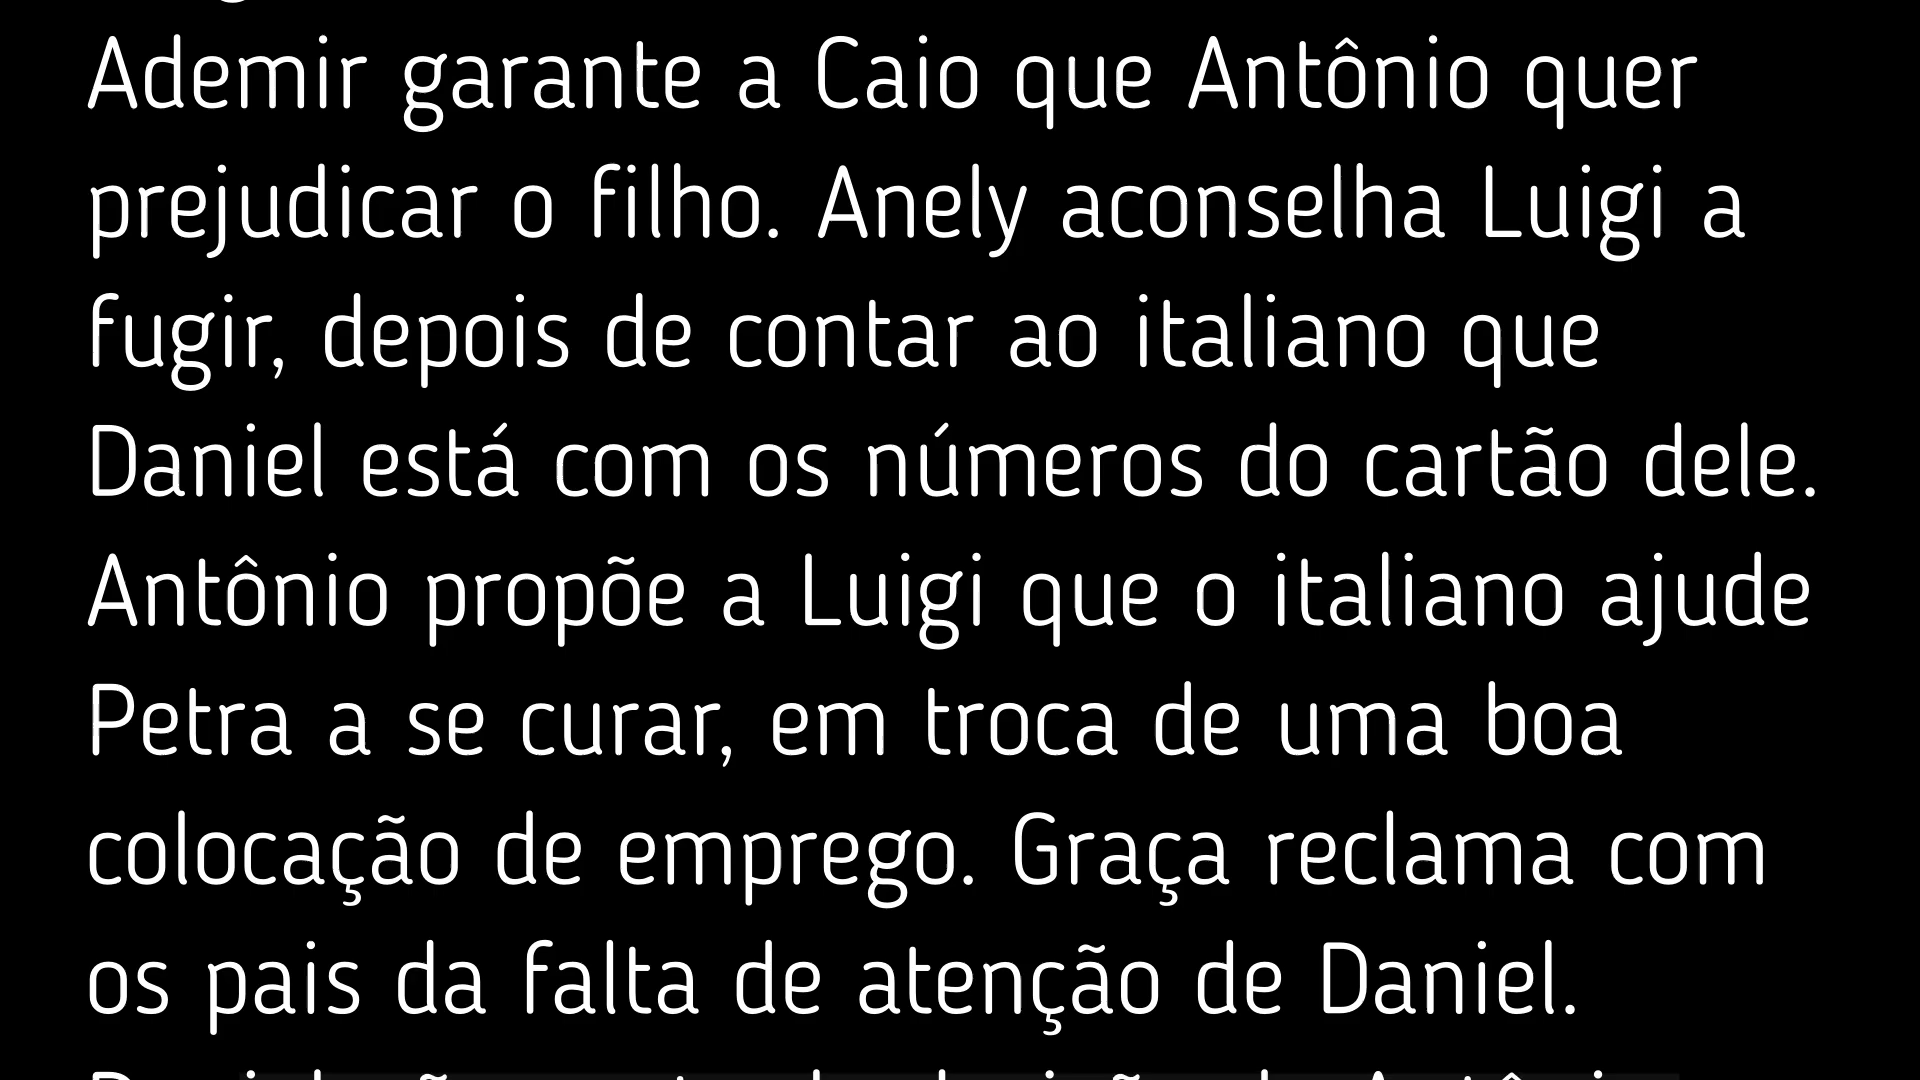 Ademir garante a Caio que Antônio quer
prejudicar o filho. Anely aconselha Luigi a
fugir, depois de contar ao italiano que
Daniel está com os números do cartão dele.
Antônio propõe a Luigi que o italiano ajude
Petra a se curar, em troca de uma boa
colocação de emprego. Graça reclama com
os pais da falta de atenção de Daniel.